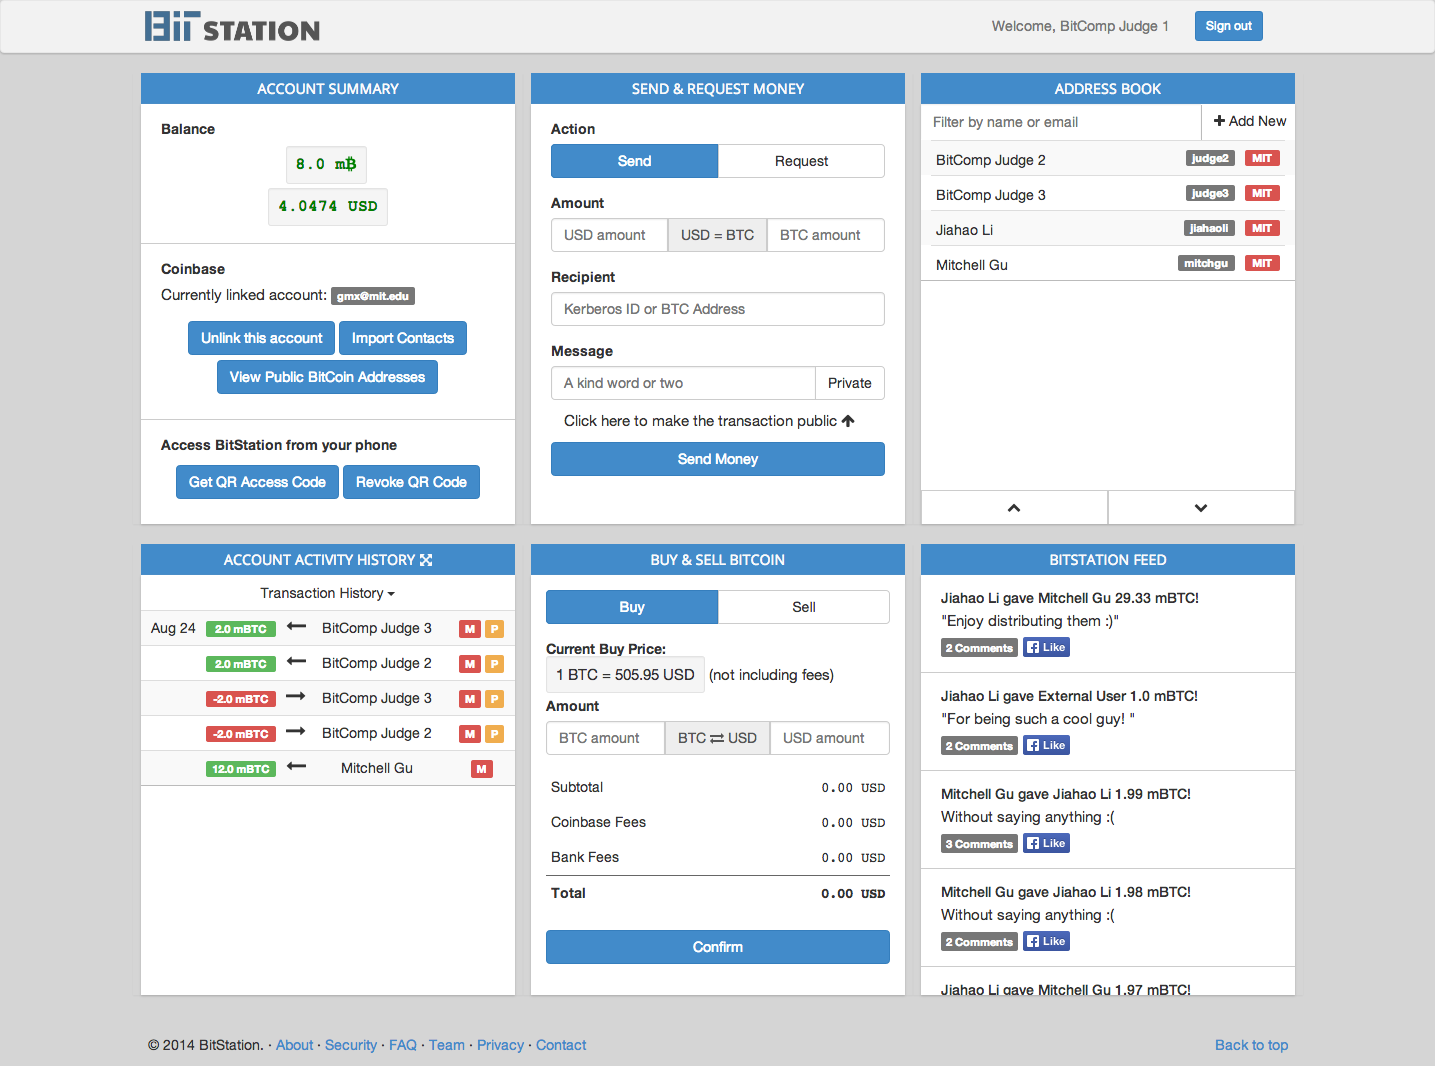 BiT STATION
Welcome, BitComp Judge 1
Sign out
ACCOUNT SUMMARY
Balance
8.0 m฿
4.0474 USD
Coinbase
Currently linked account: gmx@mit.edu
Unlink this account Import Contacts
View Public BitCoin Addresses
Access BitStation from your phone
Get QR Access Code Revoke QR Code
SEND & REQUEST MONEY
Action
Send Request
Amount
USD amount USD = BTC BTC amount
Recipient
Kerberos ID or BTC Address
Message
A kind word or two Private
Click here to make the transaction public
Send Money
ADDRESS BOOK
Filter by name or email Add New
BitComp Judge 2 judge2 MIT
BitComp Judge 3 judge3 MIT
Jiahao Li jiahaoli MIT
Mitchell Gu mitchgu MIT
ACCOUNT ACTIVITY HISTORY
Transaction History
Aug 24 2.0 mBTC BitComp Judge 3 M P
2.0 mBTC BitComp Judge 2 M P
-2.0 mBTC BitComp Judge 3 M P
-2.0 mBTC BitComp Judge 2 M P
12.0 mBTC Mitchell Gu M
BUY & SELL BITCOIN
Buy Sell
Current Buy Price:
1 BTC = 505.95 USD (not including fees)
Amount
BTC amount BTC ⇄ USD USD amount
Subtotal 0.00 USD
Coinbase Fees 0.00 USD
Bank Fees 0.00 USD
Total 0.00 USD
Confirm
BITSTATION FEED
Jiahao Li gave Mitchell Gu 29.33 mBTC!
"Enjoy distributing them :)"
2 Comments Like
Jiahao Li gave External User 1.0 mBTC!
"For being such a cool guy! "
2 Comments Like
Mitchell Gu gave Jiahao Li 1.99 mBTC!
Without saying anything :(
3 Comments Like
Mitchell Gu gave Jiahao Li 1.98 mBTC!
Without saying anything :(
2 Comments Like
Jiahao Li gave Mitchell Gu 1.97 mBTC!
© 2014 BitStation. · About · Security · FAQ · Team · Privacy · Contact
Back to top